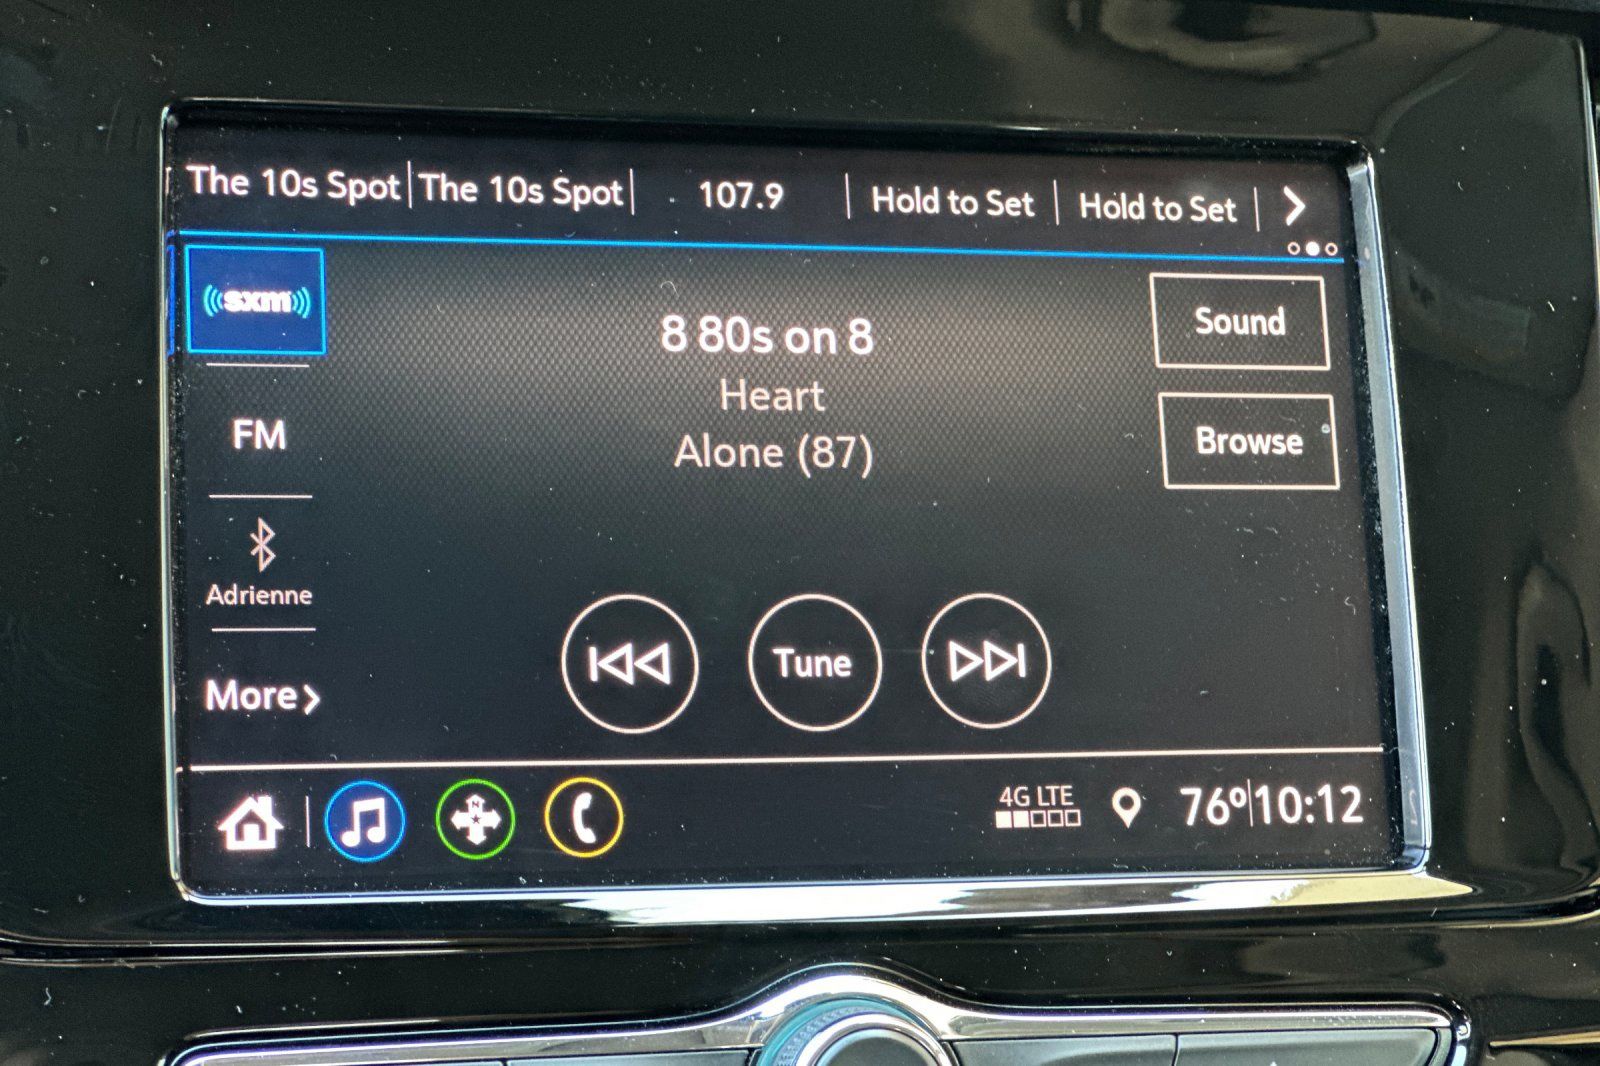 The 10s Spot The 10s Spot 107.9 Hold to Set Hold to Set
sxm
8 80s on 8
Heart
Alone (87)
Sound
FM
Browse
Adrienne
More
Tune
N
4G LTE
76° 10:12